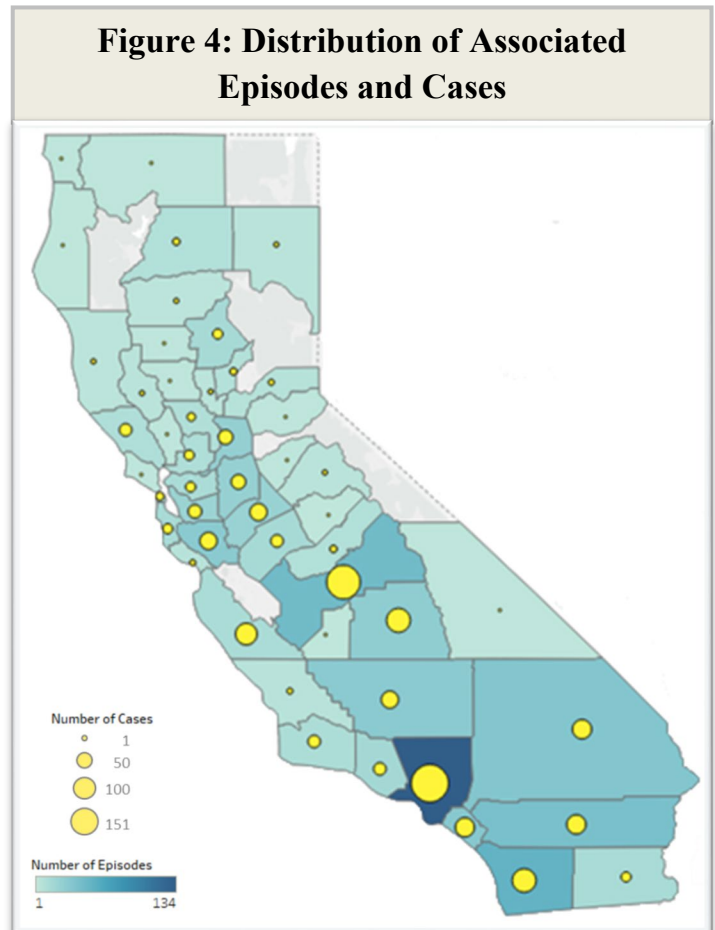 Figure 4: Distribution of Associated
Episodes and Cases
Number of Cases
1
50
100
151
Number of Episodes
1 134